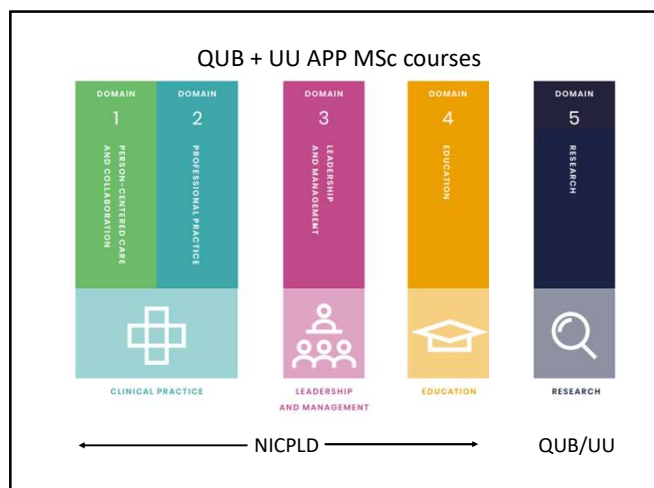 QUB + UU APP MSc courses
DOMAIN
1
PERSON-CENTERED CARE
AND COLLABORATION
DOMAIN
2
PROFESSIONAL PRACTICE
DOMAIN
3
LEADERSHIP
AND MANAGEMENT
DOMAIN
4
EDUCATION
DOMAIN
5
RESEARCH
CLINICAL PRACTICE
LEADERSHIP
AND MANAGEMENT
EDUCATION
RESEARCH
NICPLD
QUB/UU